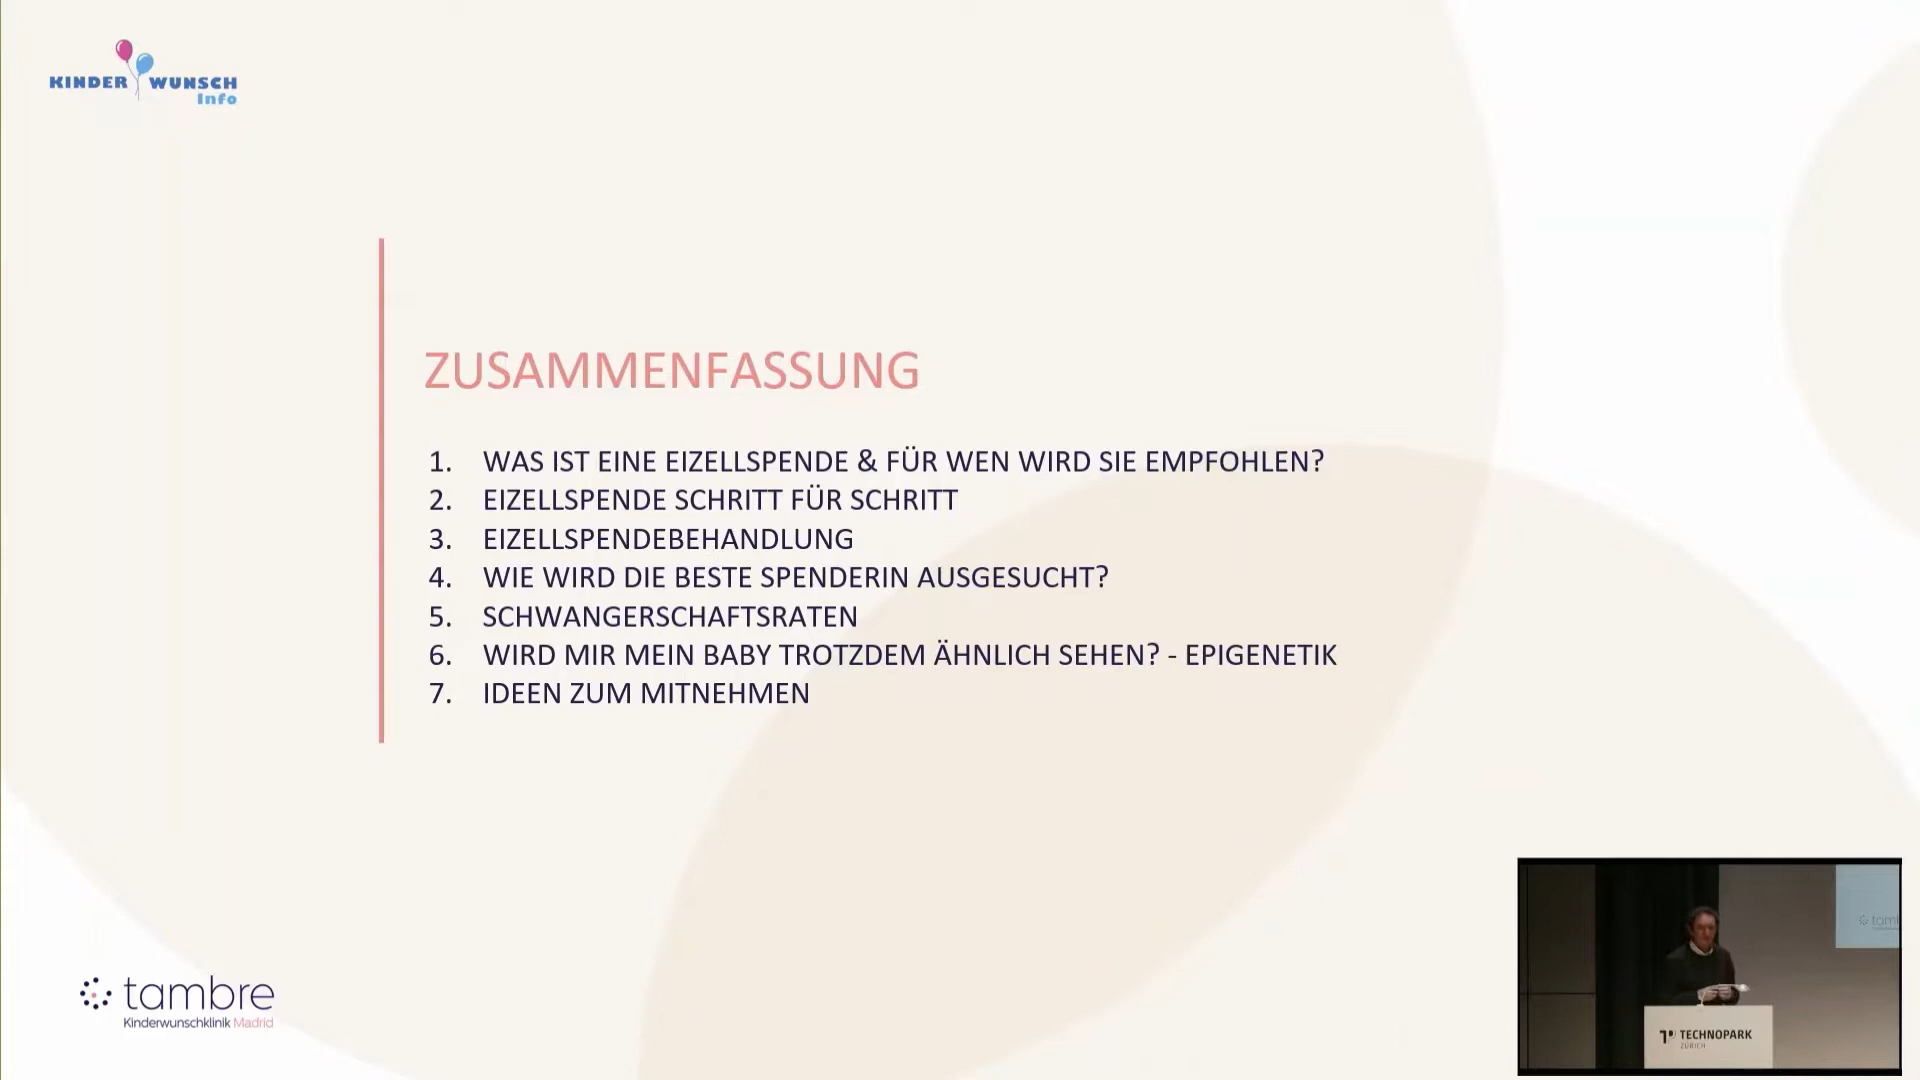 KINDER WUNSCH
Info
ZUSAMMENFASSUNG
1. WAS IST EINE EIZELLSPENDE & FÜR WEN WIRD SIE EMPFOHLEN?
2. EIZELLSPENDE SCHRITT FÜR SCHRITT
3. EIZELLSPENDEBEHANDLUNG
4. WIE WIRD DIE BESTE SPENDERIN AUSGESUCHT?
5. SCHWANGERSCHAFTSRATEN
6. WIRD MIR MEIN BABY TROTZDEM ÄHNLICH SEHEN? - EPIGENETIK
7. IDEEN ZUM MITNEHMEN
tambre
Kinderwunschklinik Madrid
tam
TECHNOPARK
ZÜRICH